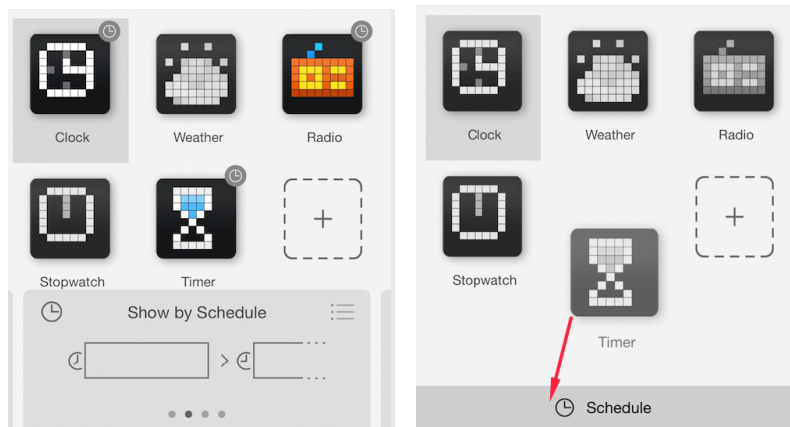 Clock
Weather
Radio
Stopwatch
Timer
Show by Schedule
Clock
Weather
Radio
Stopwatch
Timer
Schedule